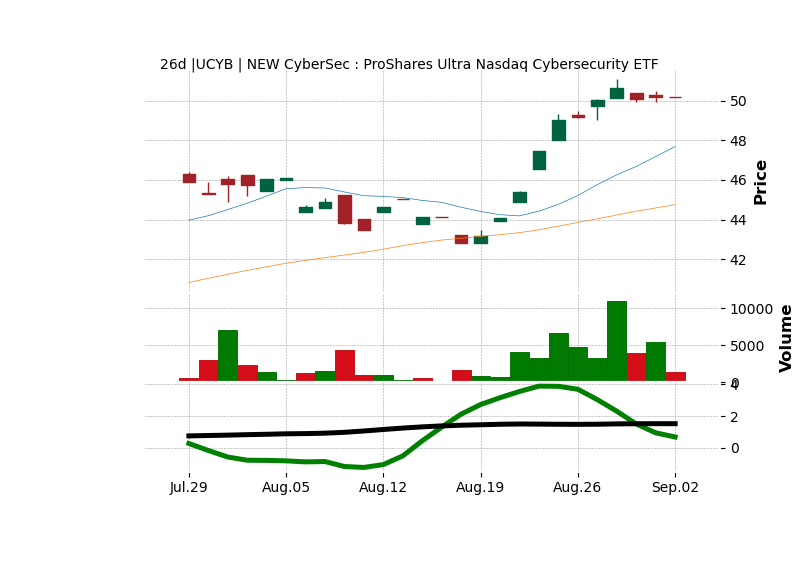 26d |UCYB | NEW CyberSec : ProShares Ultra Nasdaq Cybersecurity ETF
50
48
46
44
42
Price
10000
5000
0
Volume
4
2
0
Jul.29 Aug.05 Aug.12 Aug.19 Aug.26 Sep.02